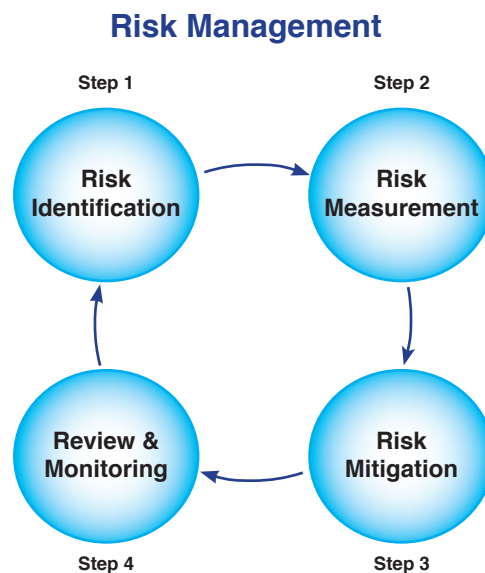 Risk Management
Step 1
Risk
Identification
Step 2
Risk
Measurement
Risk
Mitigation
Step 3
Review &
Monitoring
Step 4